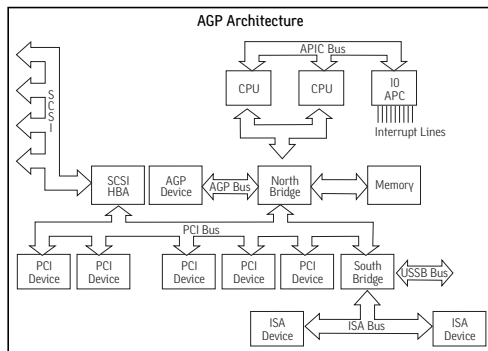 AGP Architecture
APIC Bus
CPU
CPU
IO
APC
SCSI
Interrupt Lines
SCSI
HBA
AGP
Device
AGP Bus
North
Bridge
Memory
PCI Bus
PCI
Device
PCI
Device
PCI
Device
PCI
Device
PCI
Device
South
Bridge
USSB Bus
ISA
Device
ISA Bus
ISA
Device